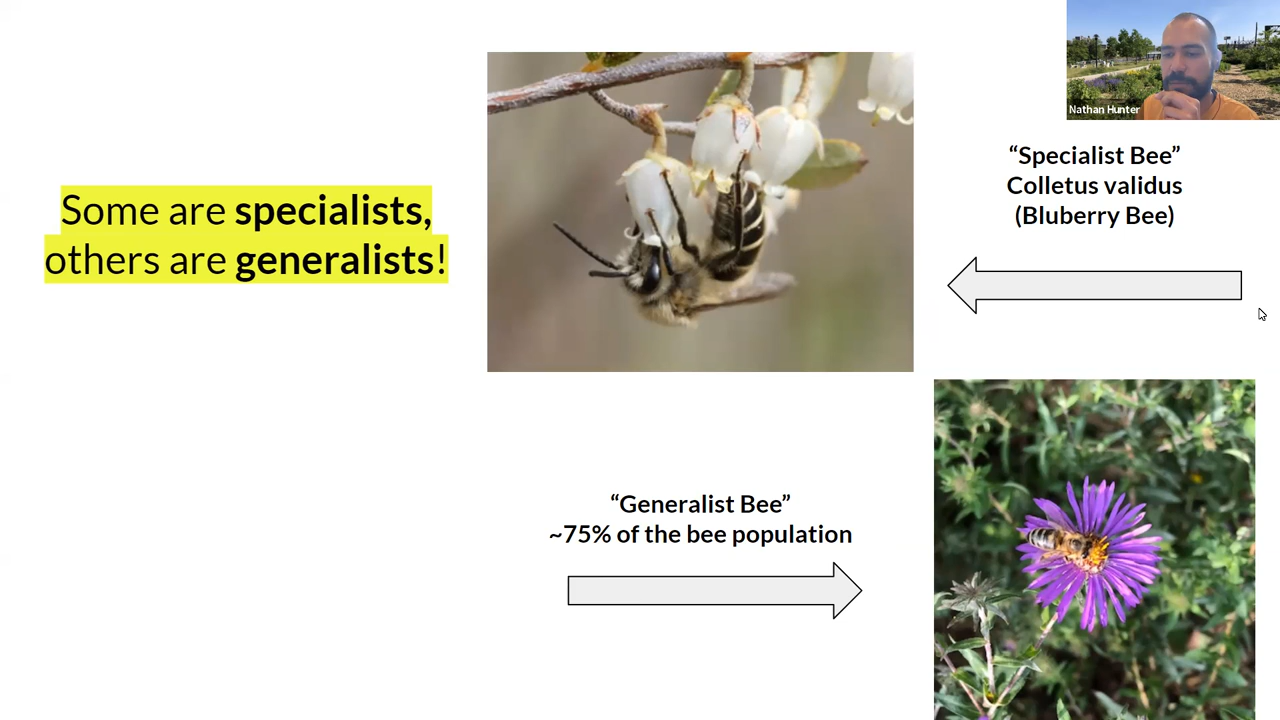 Nathan Hunter
“Specialist Bee”
Colletus validus
(Bluberry Bee)
Some are specialists,
others are generalists!
“Generalist Bee”
~75% of the bee population